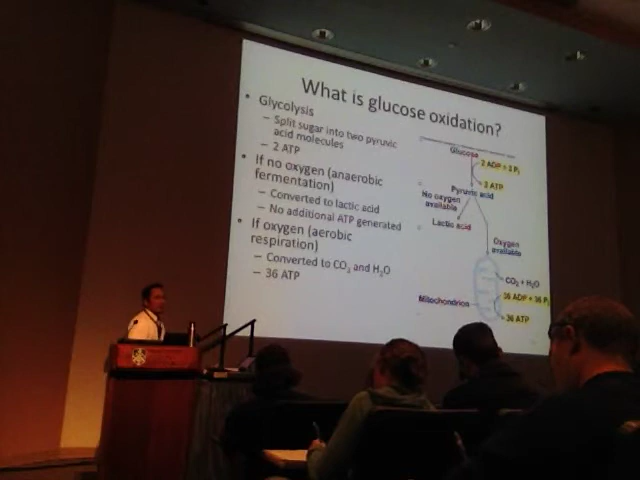 What is glucose oxidation?
• Glycolysis
– Split sugar into two pyruvic
acid molecules
– 2 ATP
• If no oxygen (anaerobic
fermentation)
– Converted to lactic acid
– No additional ATP generated
• If oxygen (aerobic
respiration)
– Converted to CO₂ and H₂O
– 36 ATP
Glucose
2 ADP + 2 Pᵢ
2 ATP
Pyruvic acid
No oxygen
available
Lactic acid
Oxygen
available
CO₂ + H₂O
36 ADP + 36 Pᵢ
Mitochondrion
36 ATP